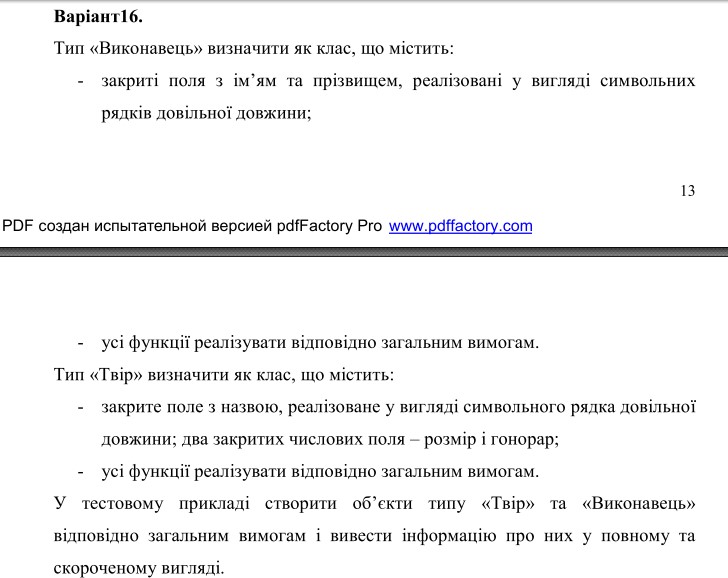 Варіант16.
Тип «Виконавець» визначити як клас, що містить:
- закриті поля з ім’ям та прізвищем, реалізовані у вигляді символьних
рядків довільної довжини;
13
PDF создан испытательной версией pdfFactory Pro www.pdffactory.com
- усі функції реалізувати відповідно загальним вимогам.
Тип «Твір» визначити як клас, що містить:
- закрите поле з назвою, реалізоване у вигляді символьного рядка довільної
довжини; два закритих числових поля – розмір і гонорар;
- усі функції реалізувати відповідно загальним вимогам.
У тестовому прикладі створити об’єкти типу «Твір» та «Виконавець»
відповідно загальним вимогам і вивести інформацію про них у повному та
скороченому вигляді.